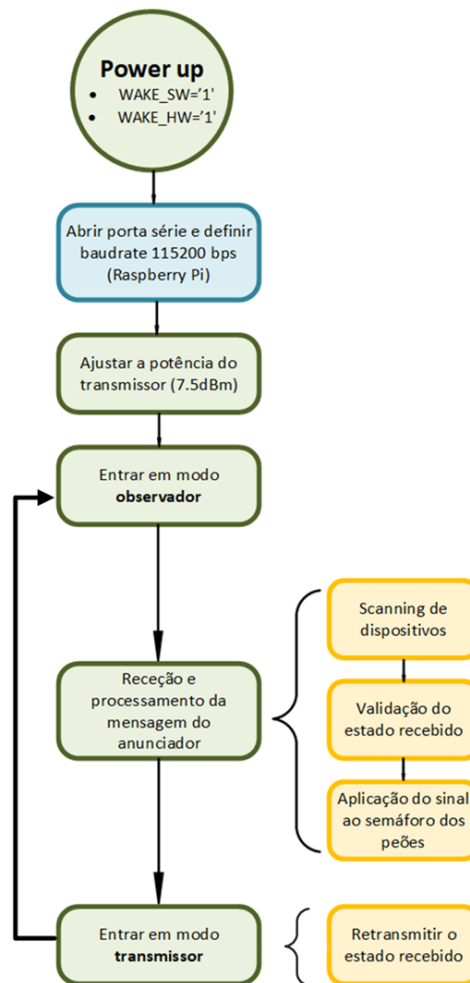 Power up
• WAKE_SW='1'
• WAKE_HW='1'
Abrir porta série e definir
baudrate 115200 bps
(Raspberry Pi)
Ajustar a potência do
transmissor (7.5dBm)
Entrar em modo
observador
Receção e
processamento da
mensagem do
anunciador
Scanning de
dispositivos
Validação do
estado recebido
Aplicação do sinal
ao semáforo dos
peões
Entrar em modo
transmissor
Retransmitir o
estado recebido